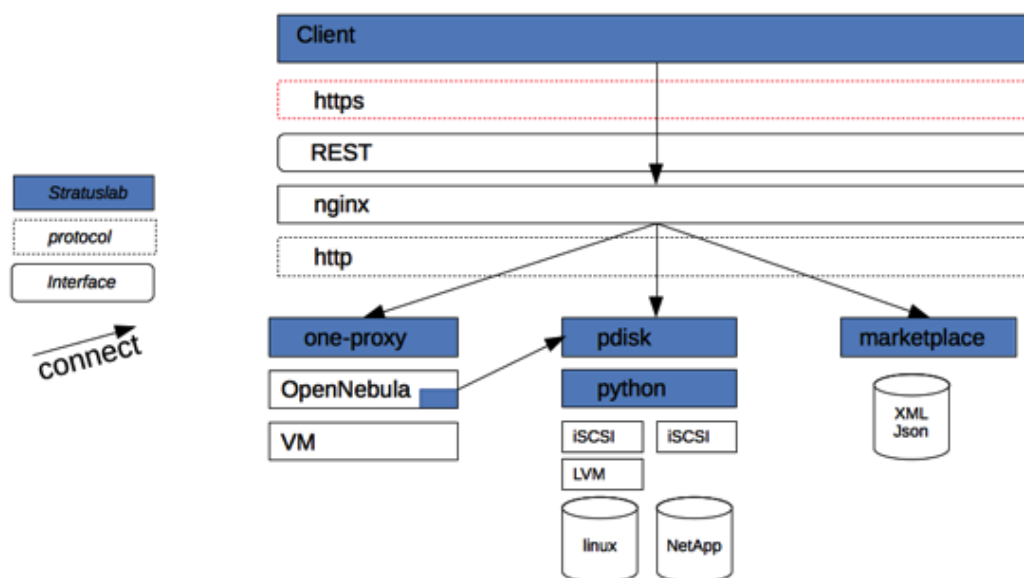 Client
https
REST
nginx
http
Stratuslab
protocol
Interface
connect
one-proxy
OpenNebula
VM
pdisk
python
iSCSI
iSCSI
LVM
linux
NetApp
marketplace
XML
Json